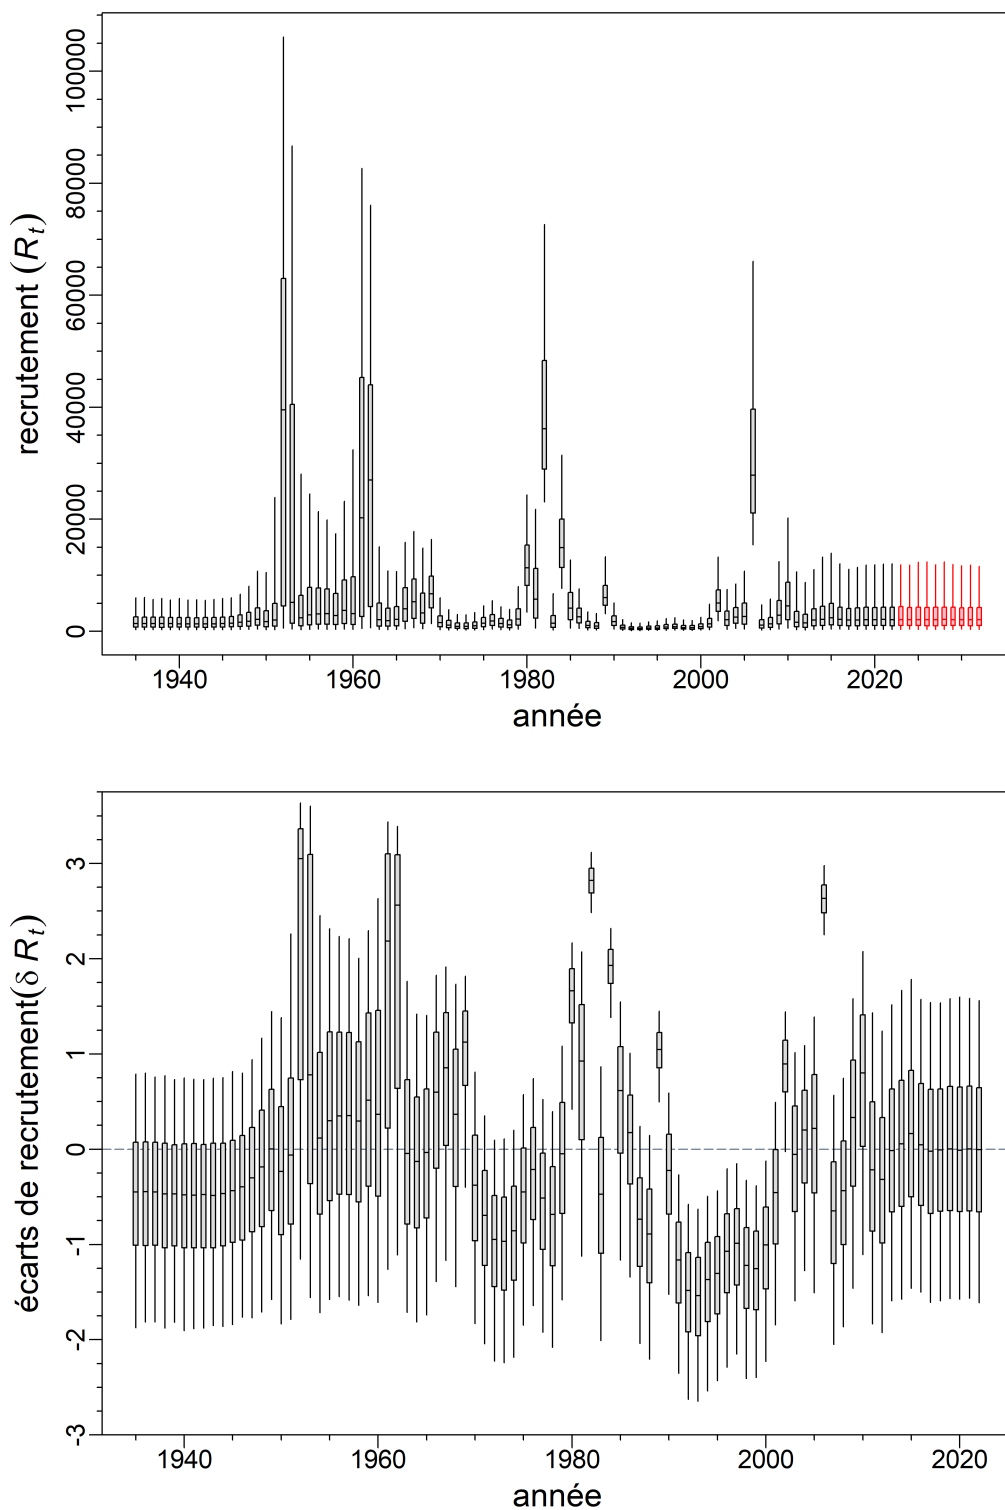 recrutement (Rt)
100000
80000
60000
40000
20000
0
1940 1960 1980 2000 2020
année
écarts de recrutement(δ Rt)
3
2
1
0
-1
-2
-3
1940 1960 1980 2000 2020
année